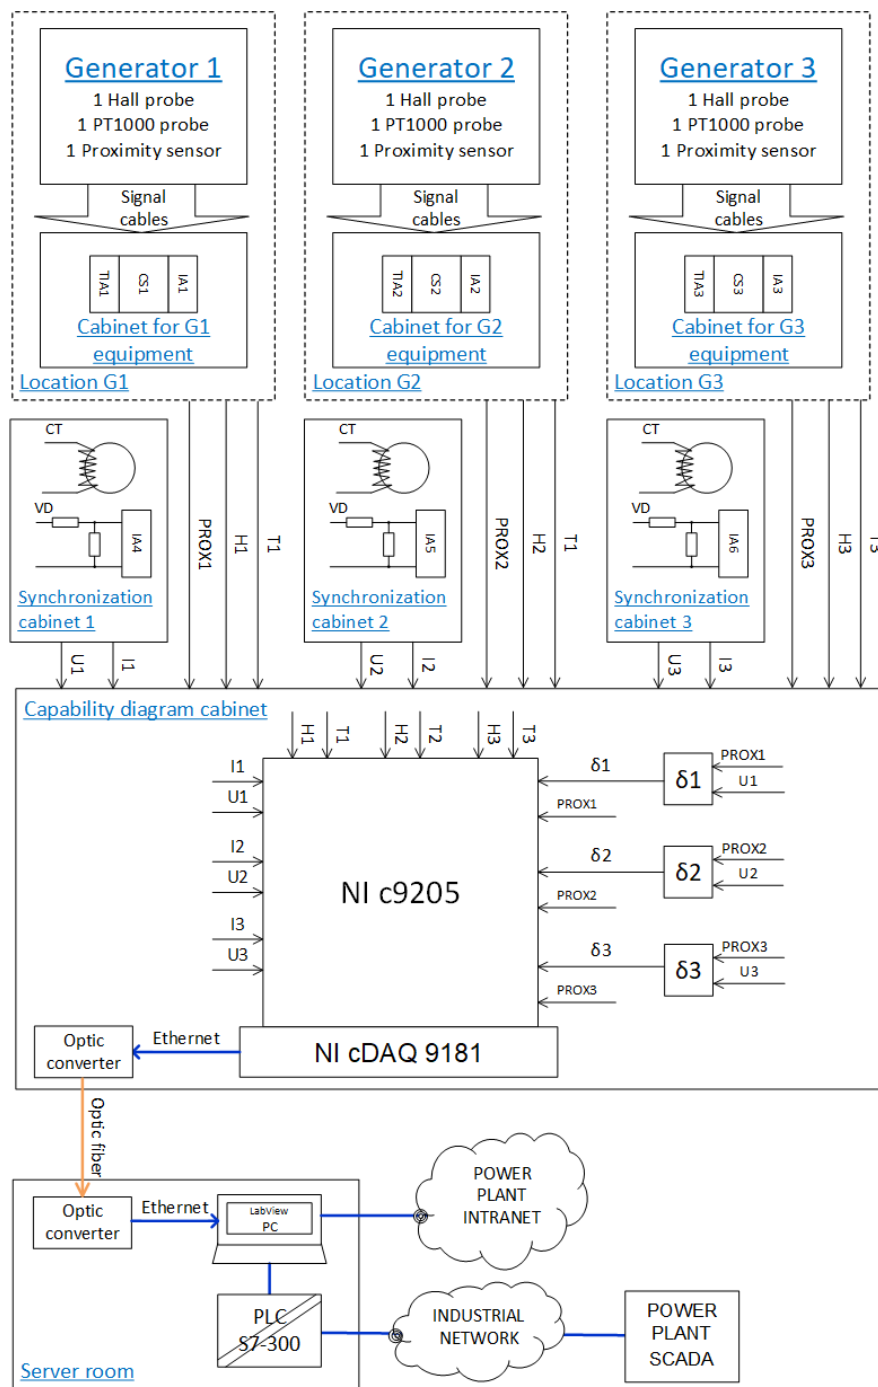 Generator 1
1 Hall probe
1 PT1000 probe
1 Proximity sensor
Signal
cables
TIA1
CS1
IA1
Cabinet for G1
equipment
Location G1
Generator 2
1 Hall probe
1 PT1000 probe
1 Proximity sensor
Signal
cables
TIA2
CS2
IA2
Cabinet for G2
equipment
Location G2
Generator 3
1 Hall probe
1 PT1000 probe
1 Proximity sensor
Signal
cables
TIA3
CS3
IA3
Cabinet for G3
equipment
Location G3
CT
VD
IA4
Synchronization
cabinet 1
PROX1
H1
T1
CT
VD
IA5
Synchronization
cabinet 2
PROX2
H2
T1
CT
VD
IA6
Synchronization
cabinet 3
PROX3
H3
T3
U1
I1
U2
I2
U3
I3
Capability diagram cabinet
H1
T1
H2
T2
H3
T3
I1
U1
I2
U2
I3
U3
NI c9205
δ1
PROX1
δ2
PROX2
δ3
PROX3
δ1
PROX1
U1
δ2
PROX2
U2
δ3
PROX3
U3
NI cDAQ 9181
Ethernet
Optic
converter
Optic fiber
Optic
converter
Ethernet
LabView
PC
POWER
PLANT
INTRANET
PLC
S7-300
INDUSTRIAL
NETWORK
POWER
PLANT
SCADA
Server room